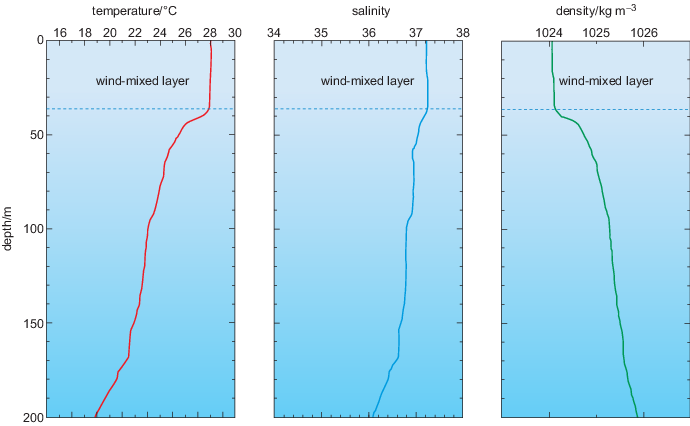 temperature/°C
salinity
density/kg m⁻³
16 18 20 22 24 26 28 30
34 35 36 37 38
1024 1025 1026
0
wind-mixed layer
wind-mixed layer
wind-mixed layer
50
100
depth/m
150
200